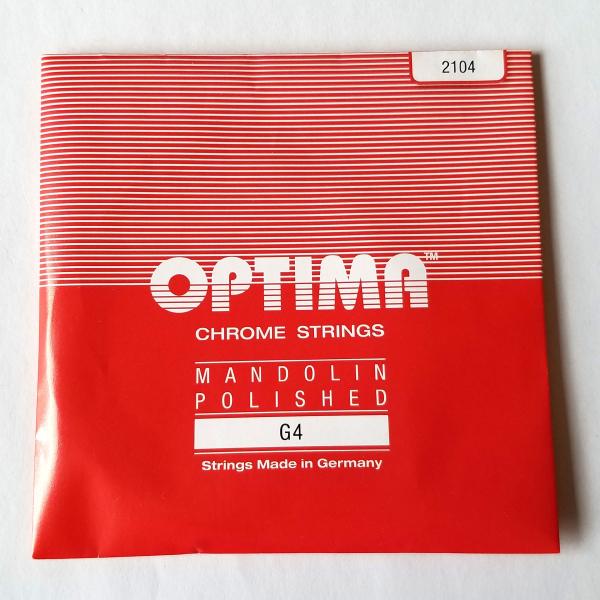 2104
OPTIMA™
CHROME STRINGS
MANDOLIN
POLISHED
G4
Strings Made in Germany